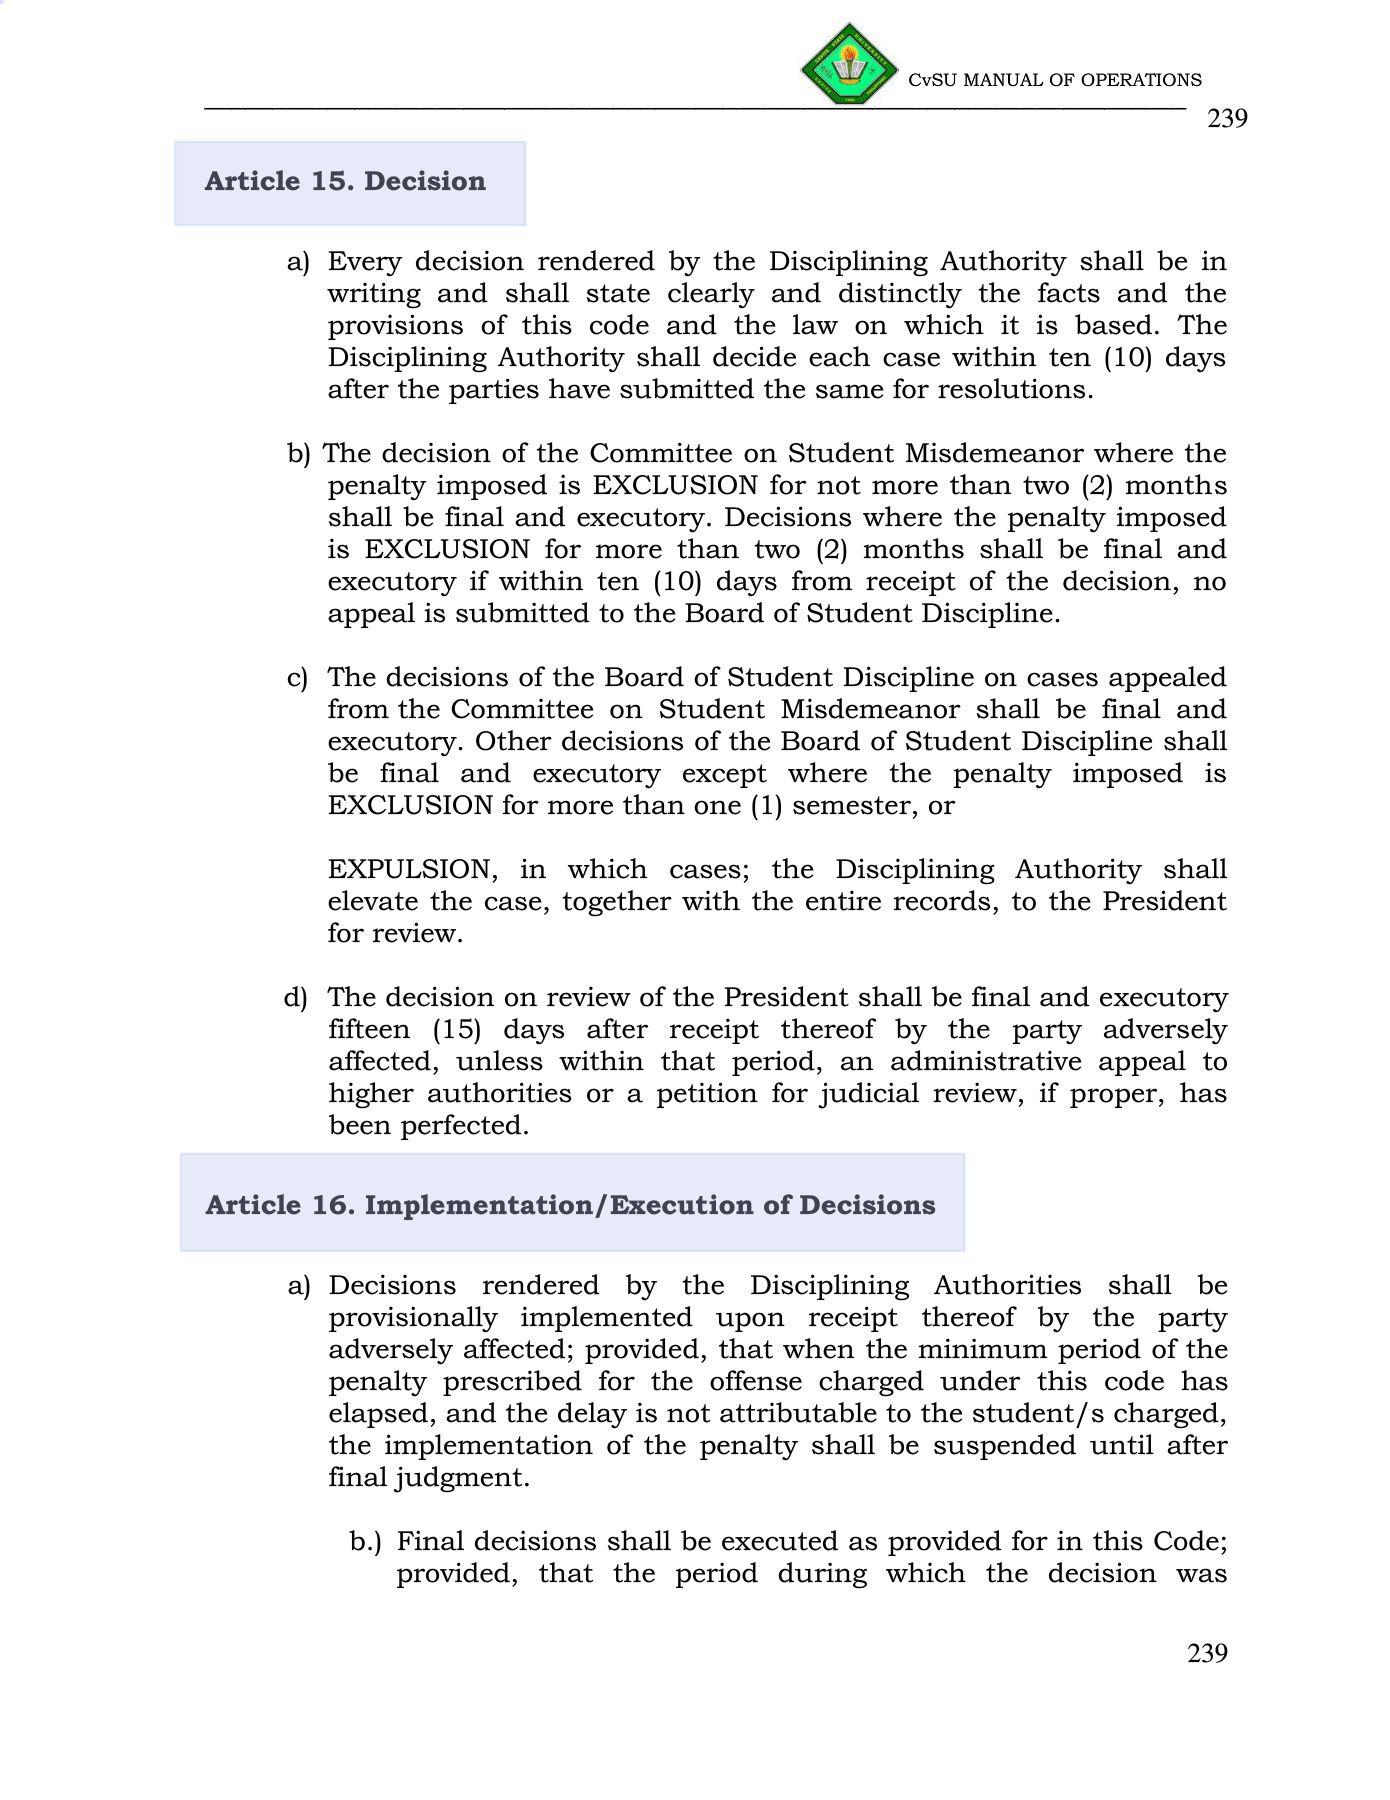 CvSU MANUAL OF OPERATIONS
239
Article 15. Decision
a) Every decision rendered by the Disciplining Authority shall be in
writing and shall state clearly and distinctly the facts and the
provisions of this code and the law on which it is based. The
Disciplining Authority shall decide each case within ten (10) days
after the parties have submitted the same for resolutions.
b) The decision of the Committee on Student Misdemeanor where the
penalty imposed is EXCLUSION for not more than two (2) months
shall be final and executory. Decisions where the penalty imposed
is EXCLUSION for more than two (2) months shall be final and
executory if within ten (10) days from receipt of the decision, no
appeal is submitted to the Board of Student Discipline.
c) The decisions of the Board of Student Discipline on cases appealed
from the Committee on Student Misdemeanor shall be final and
executory. Other decisions of the Board of Student Discipline shall
be final and executory except where the penalty imposed is
EXCLUSION for more than one (1) semester, or
EXPULSION, in which cases; the Disciplining Authority shall
elevate the case, together with the entire records, to the President
for review.
d) The decision on review of the President shall be final and executory
fifteen (15) days after receipt thereof by the party adversely
affected, unless within that period, an administrative appeal to
higher authorities or a petition for judicial review, if proper, has
been perfected.
Article 16. Implementation/Execution of Decisions
a) Decisions rendered by the Disciplining Authorities shall be
provisionally implemented upon receipt thereof by the party
adversely affected; provided, that when the minimum period of the
penalty prescribed for the offense charged under this code has
elapsed, and the delay is not attributable to the student/s charged,
the implementation of the penalty shall be suspended until after
final judgment.
b.) Final decisions shall be executed as provided for in this Code;
provided, that the period during which the decision was
239